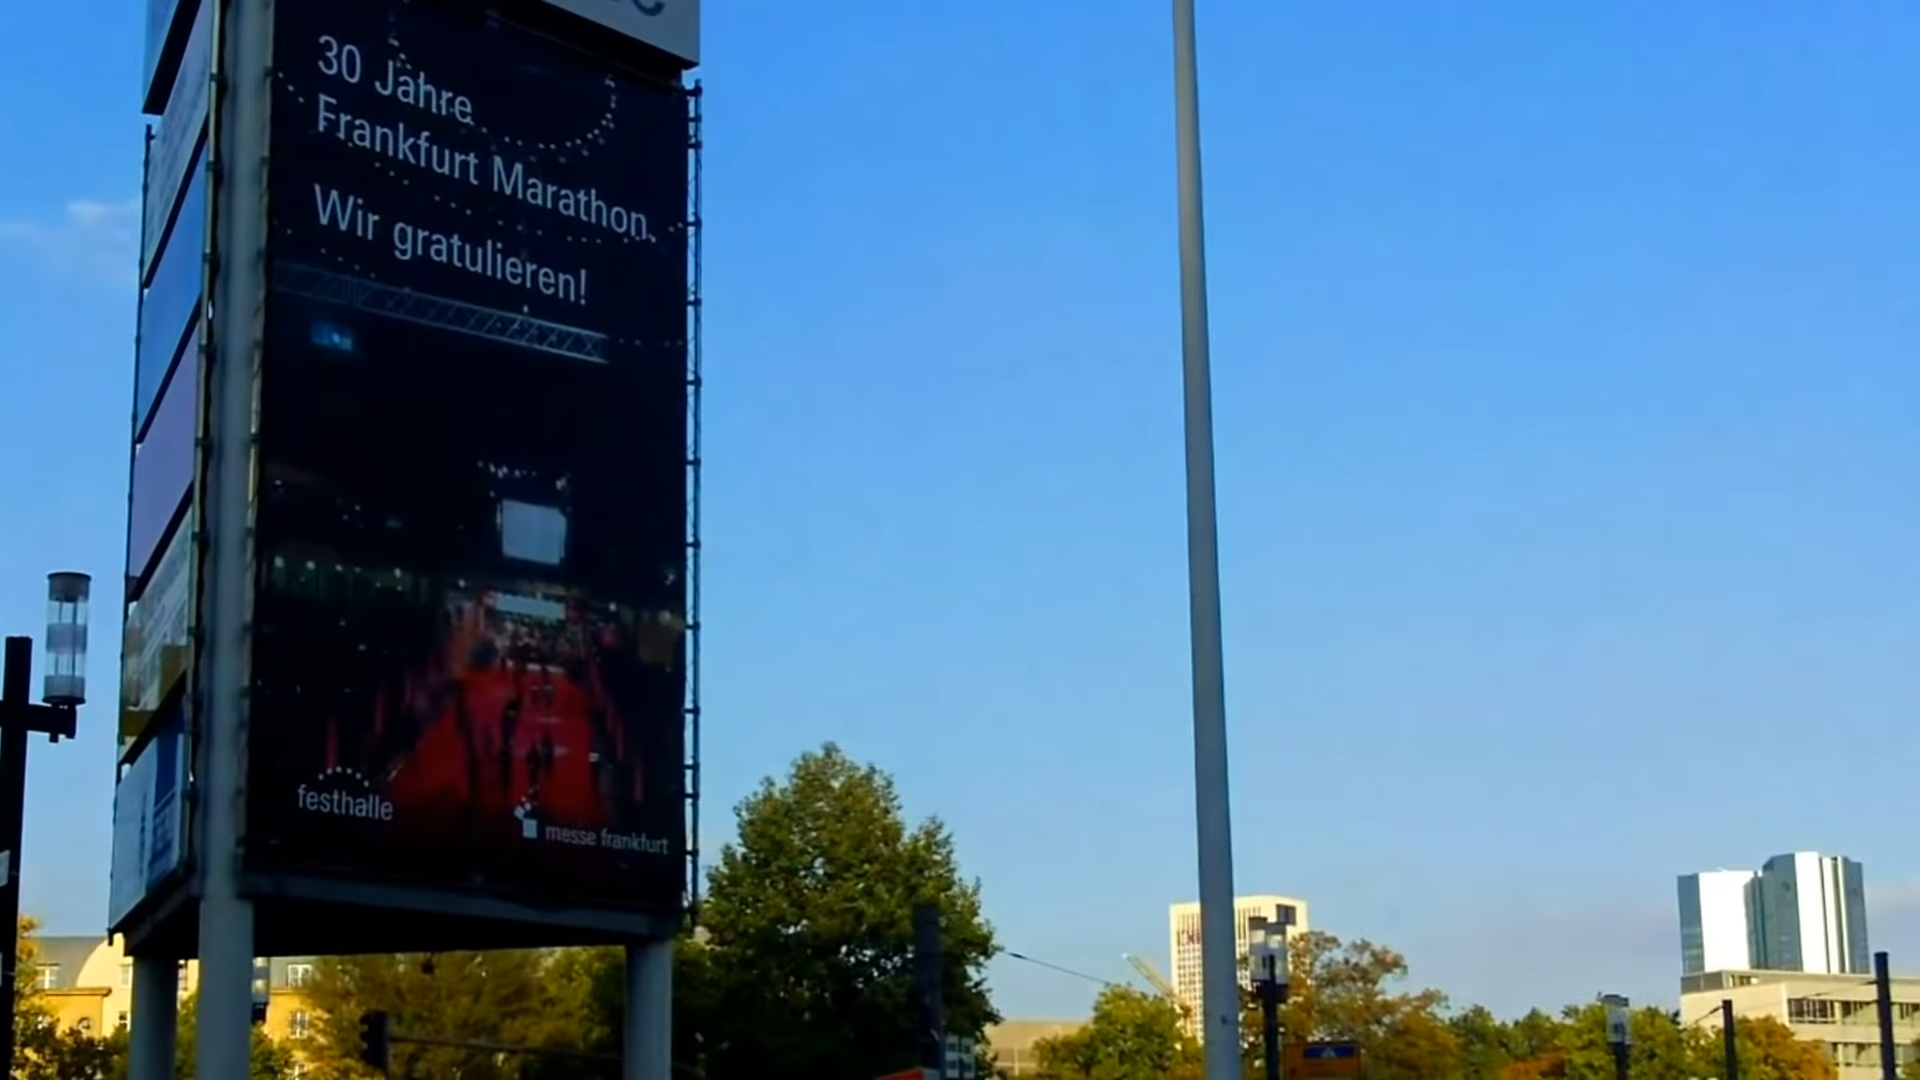 30 Jahre
Frankfurt Marathon
Wir gratulieren!
festhalle
messe frankfurt